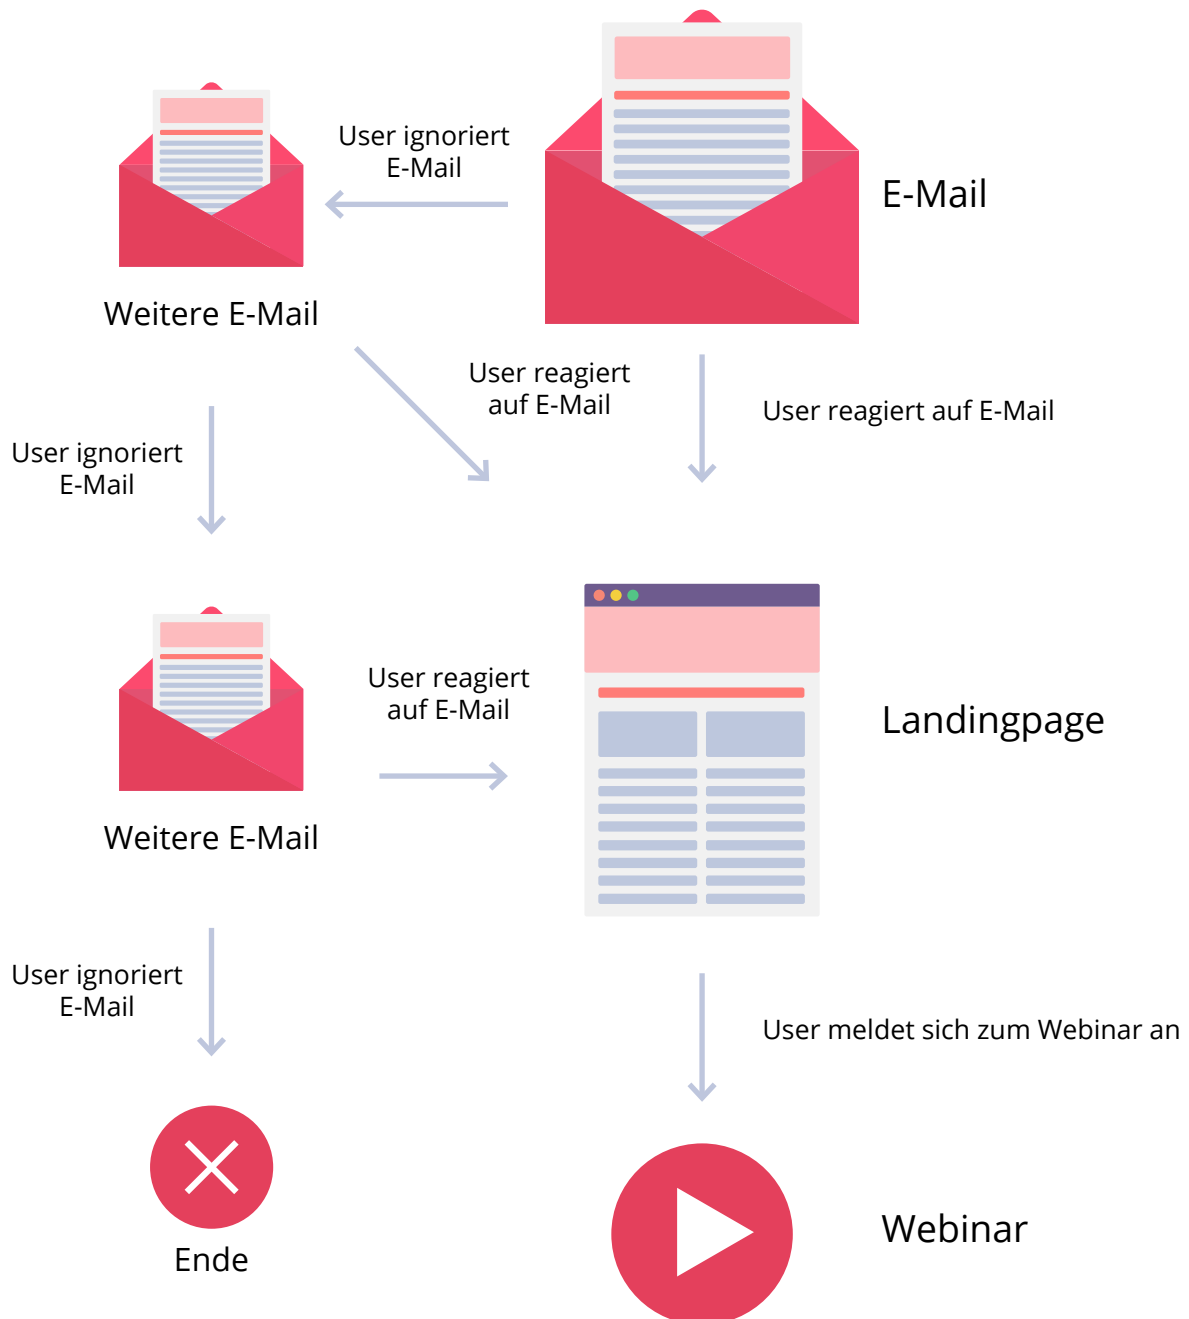 User ignoriert
E-Mail
E-Mail
Weitere E-Mail
User reagiert
auf E-Mail
User reagiert auf E-Mail
User ignoriert
E-Mail
User reagiert
auf E-Mail
Landingpage
Weitere E-Mail
User ignoriert
E-Mail
User meldet sich zum Webinar an
Webinar
Ende